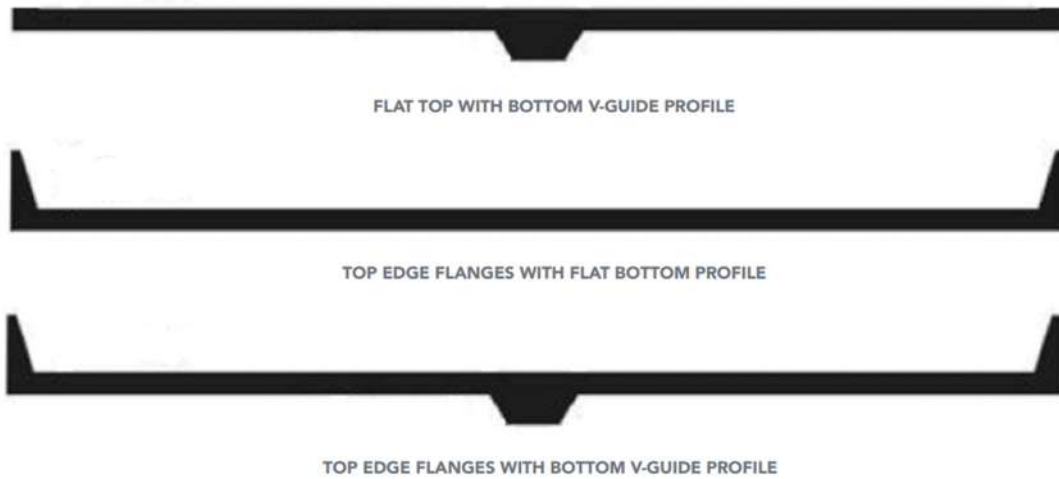 FLAT TOP WITH BOTTOM V-GUIDE PROFILE
TOP EDGE FLANGES WITH FLAT BOTTOM PROFILE
TOP EDGE FLANGES WITH BOTTOM V-GUIDE PROFILE